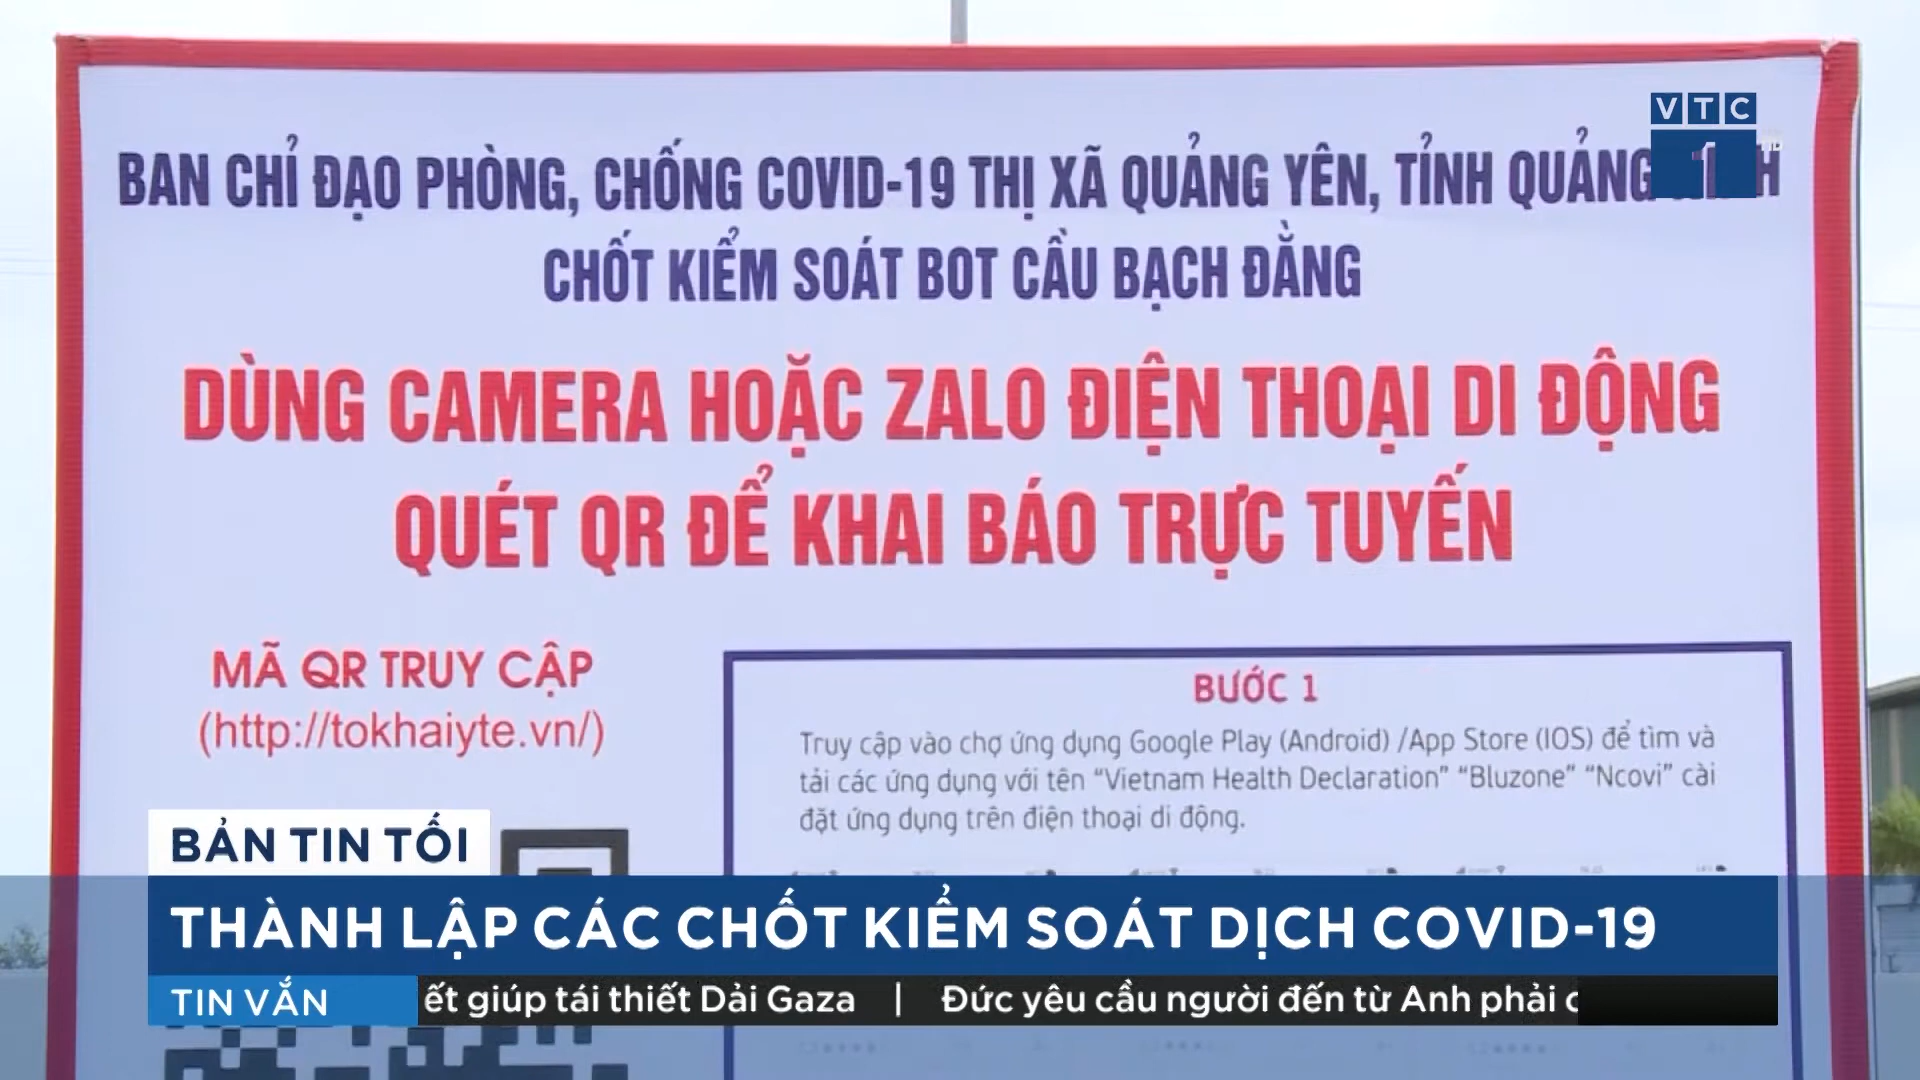 BAN CHỈ ĐẠO PHÒNG, CHỐNG COVID-19 THỊ XÃ QUẢNG YÊN, TỈNH QUẢNG
VTC
1
HD
CHỐT KIỂM SOÁT BOT CẦU BẠCH ĐẰNG
DÙNG CAMERA HOẶC ZALO ĐIỆN THOẠI DI ĐỘNG
QUÉT QR ĐỂ KHAI BÁO TRỰC TUYẾN
MÃ QR TRUY CẬP
(http://tokhaiyte.vn/)
BƯỚC 1
Truy cập vào chợ ứng dụng Google Play (Android) /App Store (IOS) để tìm và
tải các ứng dụng với tên “Vietnam Health Declaration” “Bluzone” “Ncovi” cài
đặt ứng dụng trên điện thoại di động.
BẢN TIN TỐI
THÀNH LẬP CÁC CHỐT KIỂM SOÁT DỊCH COVID-19
TIN VẮN
ết giúp tái thiết Dải Gaza | Đức yêu cầu người đến từ Anh phải c